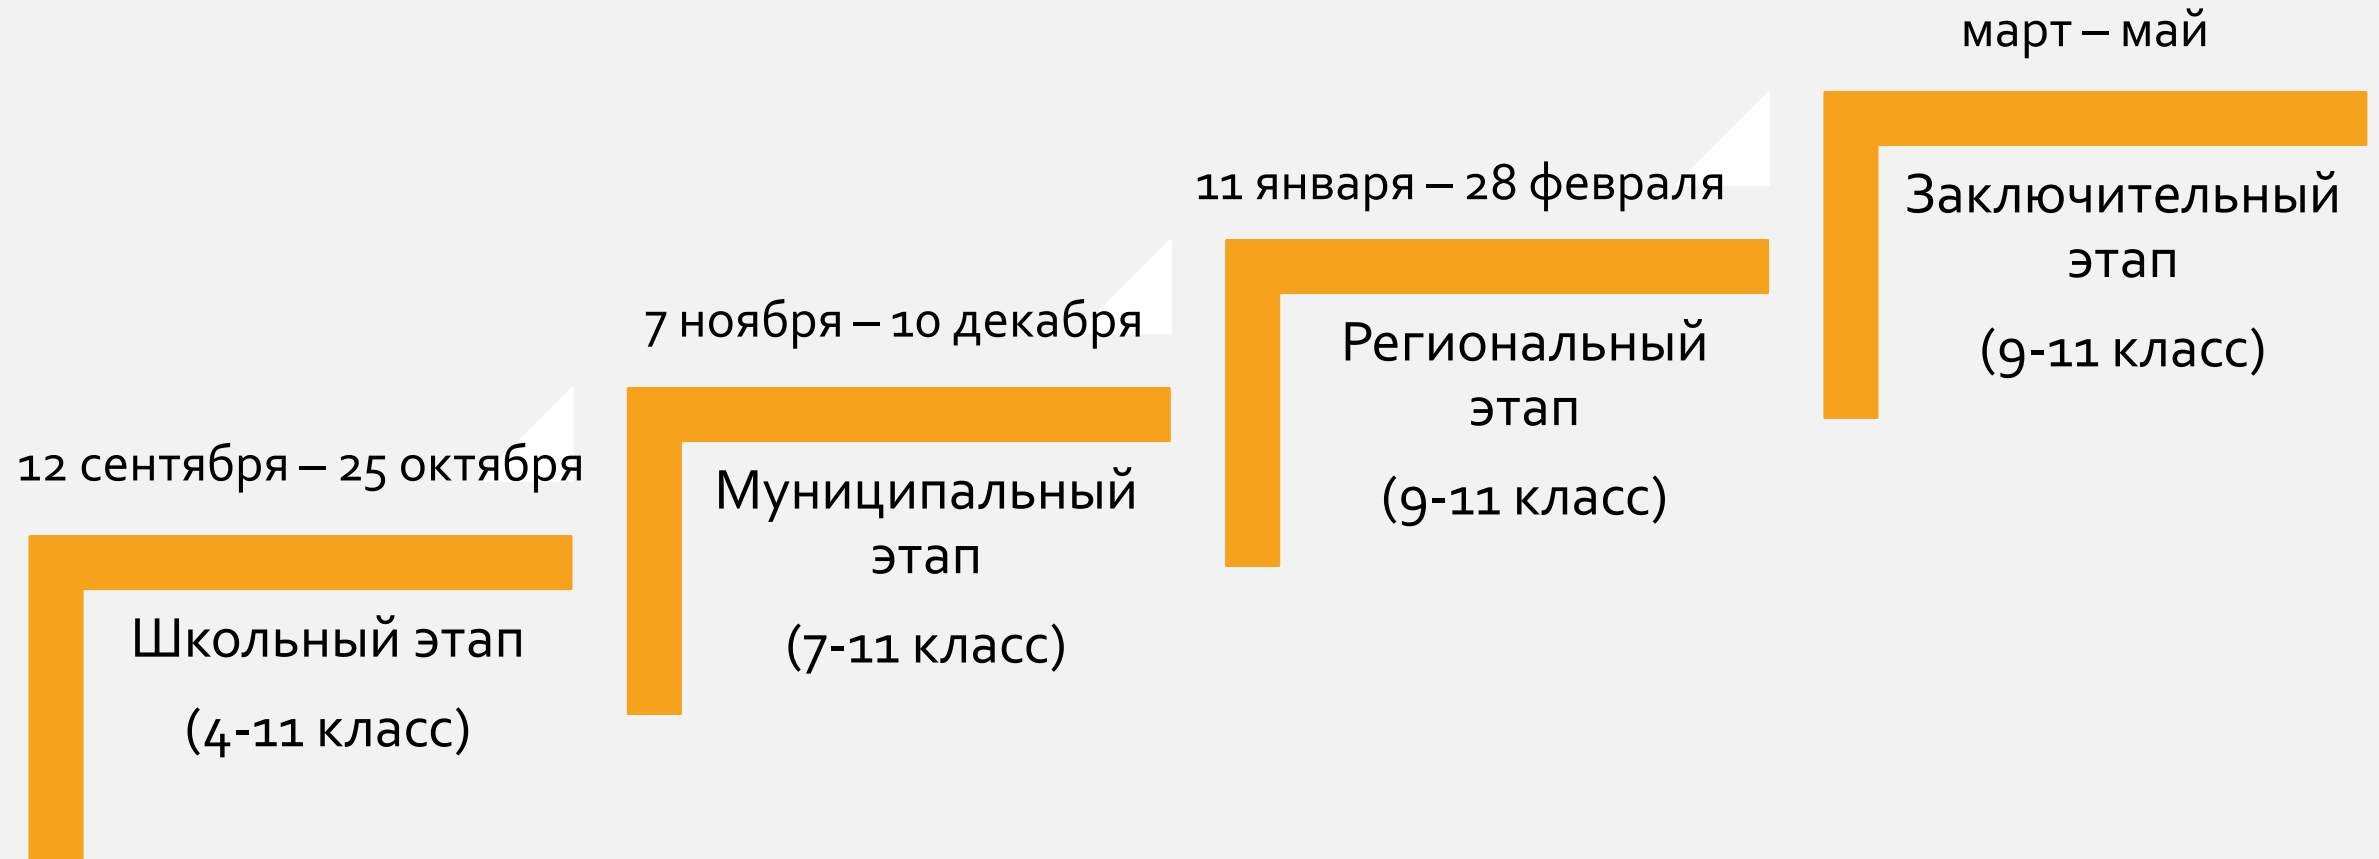 12 сентября – 25 октября
Школьный этап
(4-11 класс)
7 ноября – 10 декабря
Муниципальный
этап
(7-11 класс)
11 января – 28 февраля
Региональный
этап
(9-11 класс)
март – май
Заключительный
этап
(9-11 класс)